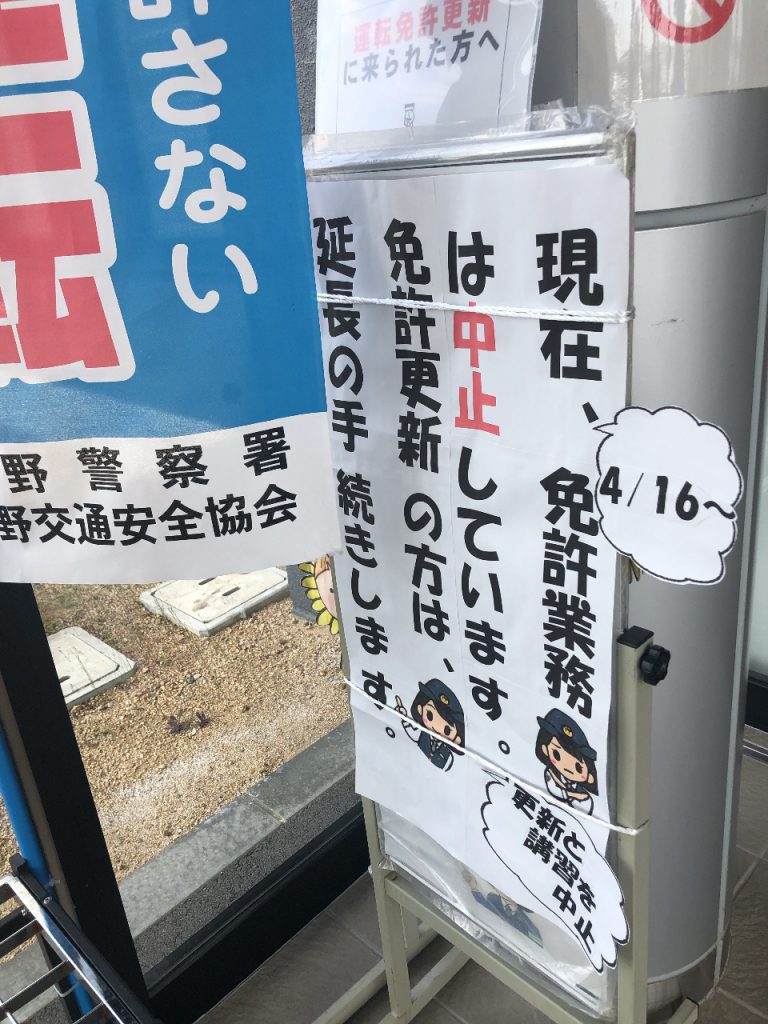 運転免許更新
に来られた方へ
現在、免許業務
は中止しています。
免許更新の方は、
延長の手続きします。
4/16～
更新と
講習を
中止
許さない
転
野警察署
野交通安全協会